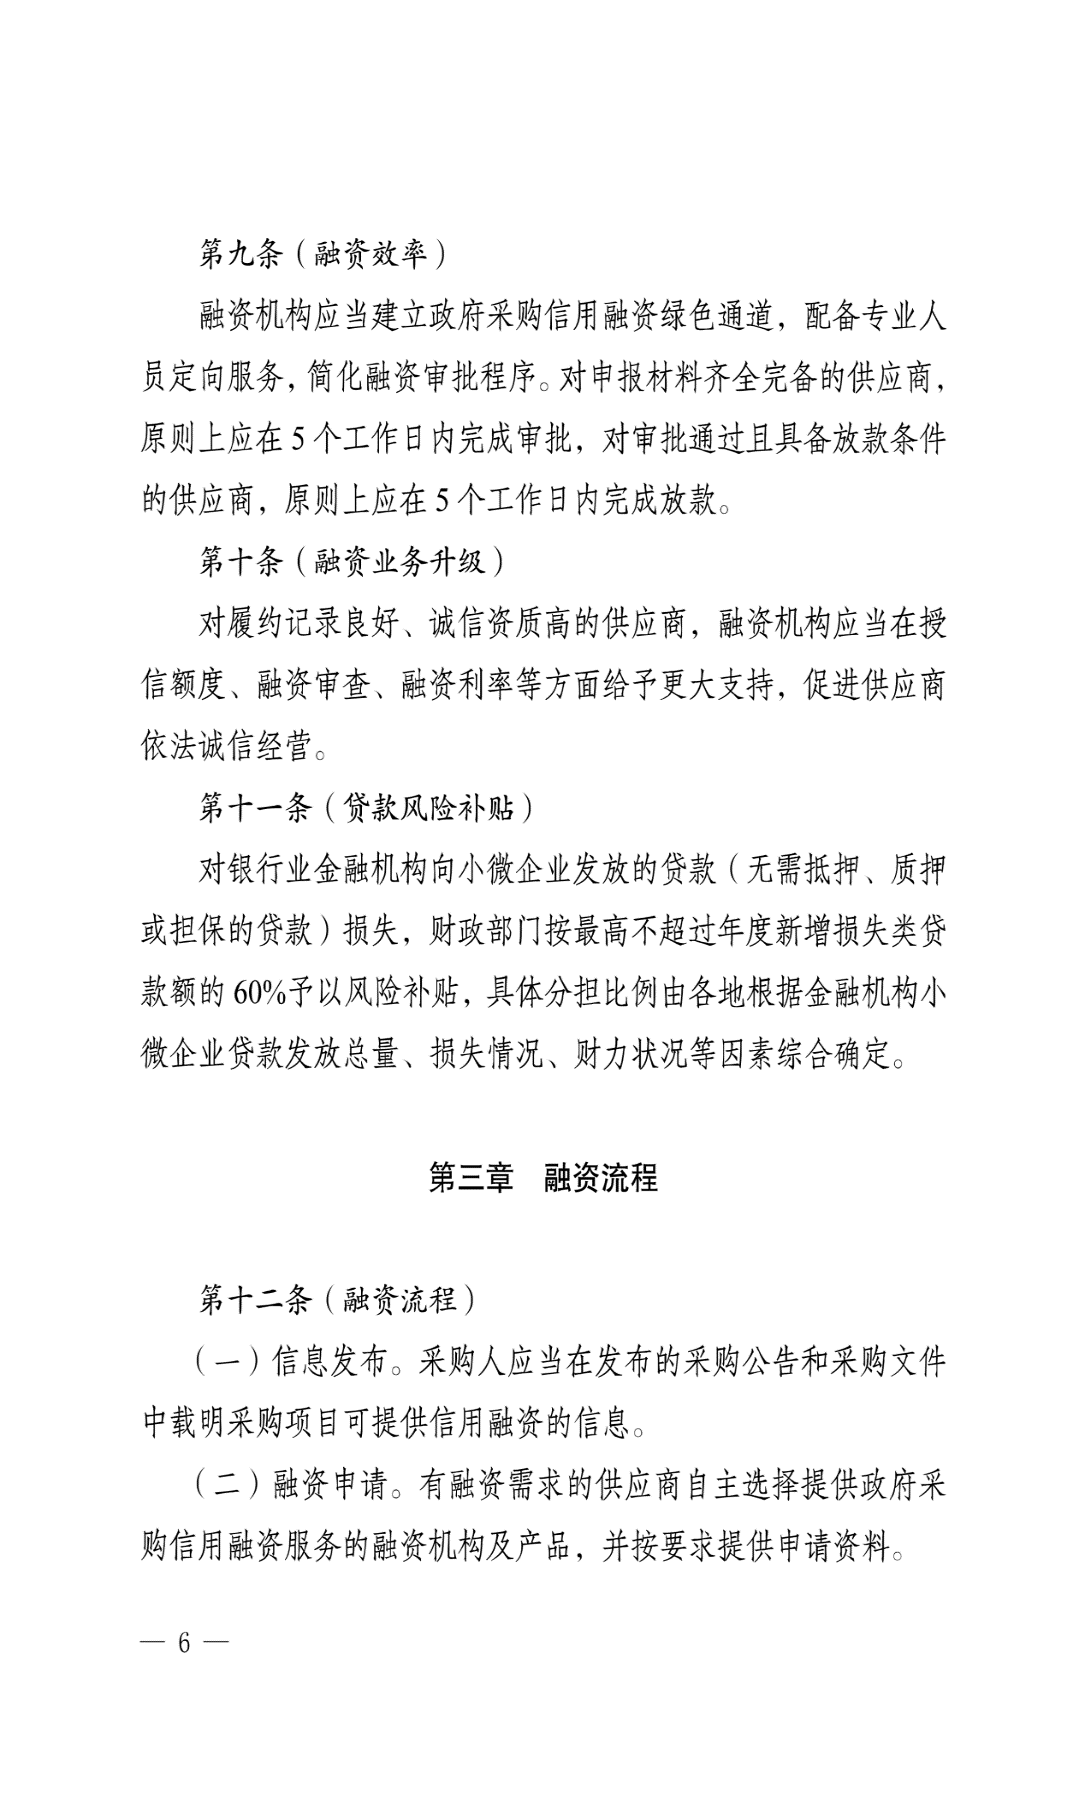 第九条（融资效率）
融资机构应当建立政府采购信用融资绿色通道，配备专业人
员定向服务，简化融资审批程序。对申报材料齐全完备的供应商，
原则上应在 5 个工作日内完成审批，对审批通过且具备放款条件
的供应商，原则上应在 5 个工作日内完成放款。
第十条（融资业务升级）
对履约记录良好、诚信资质高的供应商，融资机构应当在授
信额度、融资审查、融资利率等方面给予更大支持，促进供应商
依法诚信经营。
第十一条（贷款风险补贴）
对银行业金融机构向小微企业发放的贷款（无需抵押、质押
或担保的贷款）损失，财政部门按最高不超过年度新增损失类贷
款额的 60%予以风险补贴，具体分担比例由各地根据金融机构小
微企业贷款发放总量、损失情况、财力状况等因素综合确定。
第三章　融资流程
第十二条（融资流程）
（一）信息发布。采购人应当在发布的采购公告和采购文件
中载明采购项目可提供信用融资的信息。
（二）融资申请。有融资需求的供应商自主选择提供政府采
购信用融资服务的融资机构及产品，并按要求提供申请资料。
— 6 —